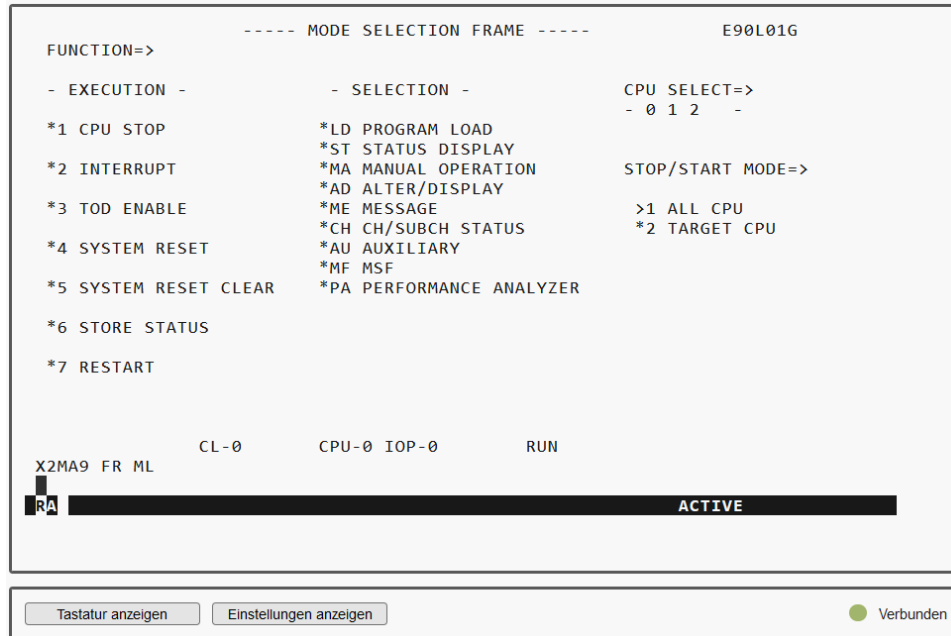 ----- MODE SELECTION FRAME ----- E90L01G
FUNCTION=>
- EXECUTION - - SELECTION - CPU SELECT=>
- 0 1 2 -
*1 CPU STOP *LD PROGRAM LOAD
*ST STATUS DISPLAY
*2 INTERRUPT *MA MANUAL OPERATION STOP/START MODE=>
*AD ALTER/DISPLAY
*3 TOD ENABLE *ME MESSAGE >1 ALL CPU
*CH CH/SUBCH STATUS *2 TARGET CPU
*4 SYSTEM RESET *AU AUXILIARY
*MF MSF
*5 SYSTEM RESET CLEAR *PA PERFORMANCE ANALYZER
*6 STORE STATUS
*7 RESTART
CL-0 CPU-0 IOP-0 RUN
X2MA9 FR ML
RA ACTIVE
Tastatur anzeigen Einstellungen anzeigen Verbunden